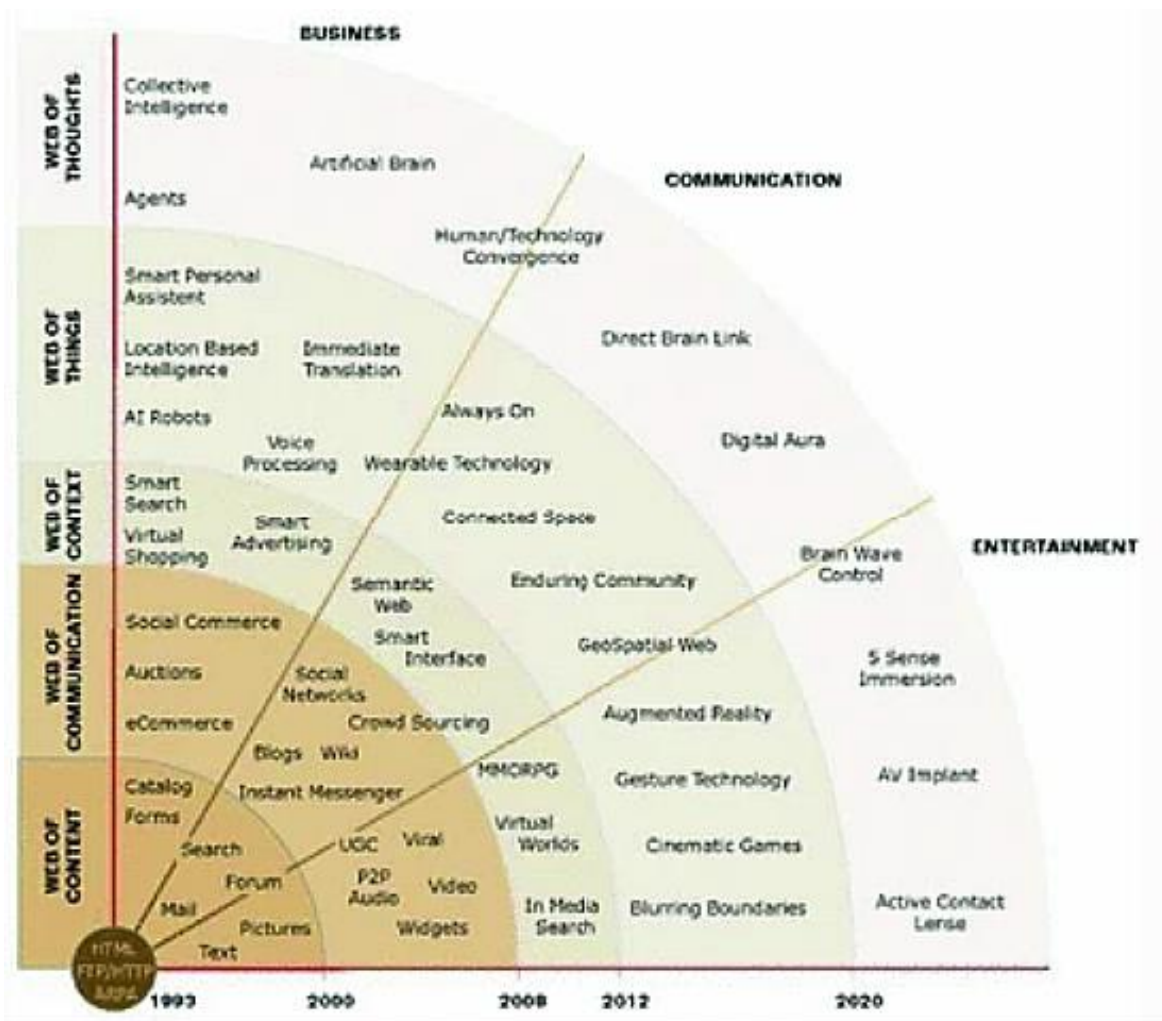 BUSINESS
COMMUNICATION
ENTERTAINMENT
WEB OF
THOUGHTS
Collective
Intelligence
Artificial Brain
Agents
Human/Technology
Convergence
Direct Brain Link
Digital Aura
Brain Wave
Control
5 Sense
Immersion
AV Implant
Active Contact
Lense
WEB OF
THINGS
Smart Personal
Assistent
Location Based
Intelligence
Immediate
Translation
AI Robots
Voice
Processing
Always On
Wearable Technology
Connected Space
Enduring Community
GeoSpatial Web
Augmented Reality
Gesture Technology
Cinematic Games
Blurring Boundaries
WEB OF
CONTEXT
Smart
Search
Virtual
Shopping
Smart
Advertising
Semantic
Web
Smart
Interface
MMORPG
Virtual
Worlds
In Media
Search
WEB OF
COMMUNICATION
Social Commerce
Auctions
eCommerce
Social
Networks
Crowd Sourcing
Blogs Wiki
Instant Messenger
UGC Viral
P2P
Audio
Video
Widgets
WEB OF
CONTENT
Catalog
Forms
Search
Forum
Mail
Pictures
Text
HTML
FTP/HTTP
1993 2000 2008 2012 2020